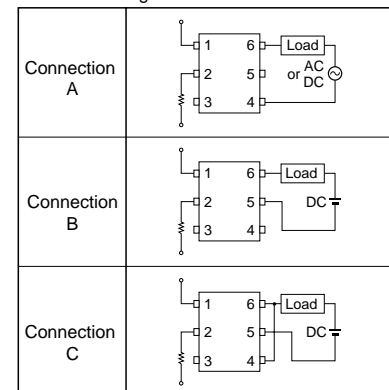 Connection
A
1 6 Load
2 5 or AC
DC
3 4
Connection
B
1 6 Load
2 5 DC
3 4
Connection
C
1 6 Load
2 5 DC
3 4